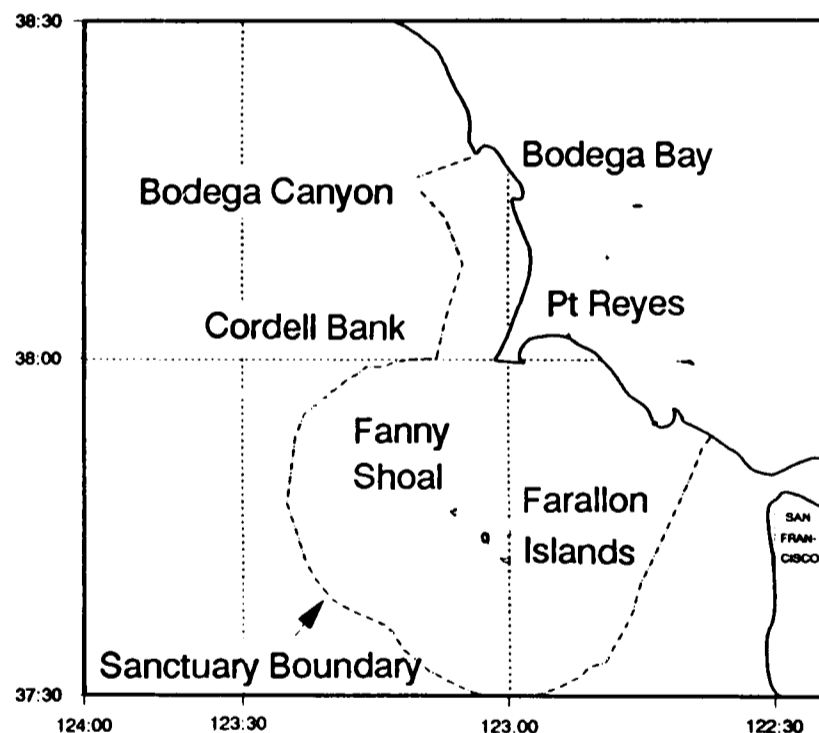 38:30
Bodega Bay
Bodega Canyon
Pt Reyes
Cordell Bank
38:00
Fanny
Shoal
Farallon
Islands
SAN
FRAN-
CISCO
Sanctuary Boundary
37:30
124:00
123:30
123:00
122:30